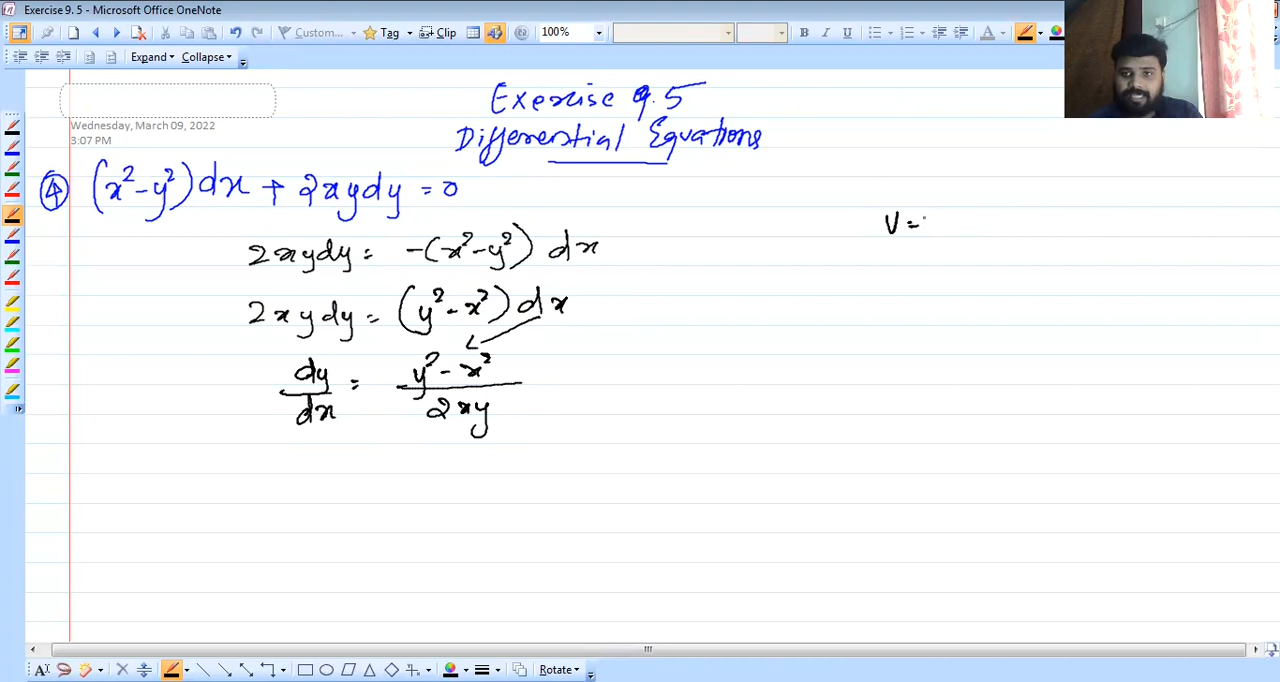 Exercise 9. 5 - Microsoft Office OneNote
Custom... Tag Clip 100% B I U A
Expand Collapse
Exercise 9.5
Wednesday, March 09, 2022
Differential Equations
3:07 PM
④ (x² - y²) dx + 2xy dy = 0
V =
2xy dy = -(x² - y²) dx
2xy dy = (y² - x²) dx
dy/dx = (y² - x²)/2xy
Rotate